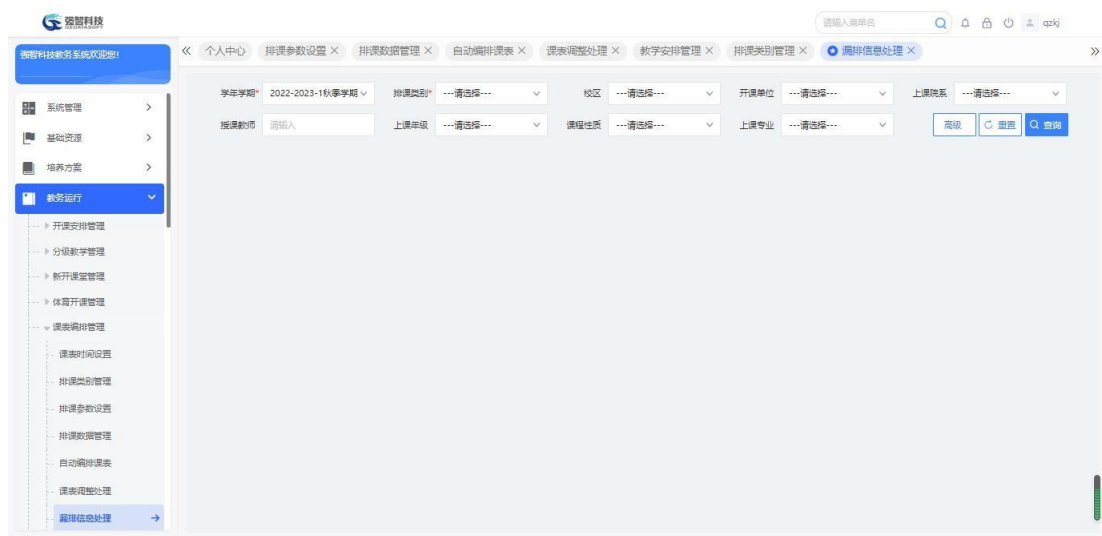 强智科技
QZDATASOFT
请输入菜单名
qzkj
强智科技教务系统欢迎您!
个人中心 排课参数设置 × 排课数据管理 × 自动编排课表 × 课表调整处理 × 教学安排管理 × 排课类别管理 × 漏排信息处理 ×
学年学期* 2022-2023-1秋季学期 排课类别* ---请选择--- 校区 ---请选择--- 开课单位 ---请选择--- 上课院系 ---请选择---
授课教师 请输入 上课年级 ---请选择--- 课程性质 ---请选择--- 上课专业 ---请选择--- 高级 重置 查询
系统管理
基础资源
培养方案
教务运行
开课安排管理
分级教学管理
新开课堂管理
体育开课管理
课表编排管理
课表时间设置
排课类别管理
排课参数设置
排课数据管理
自动编排课表
课表调整处理
漏排信息处理